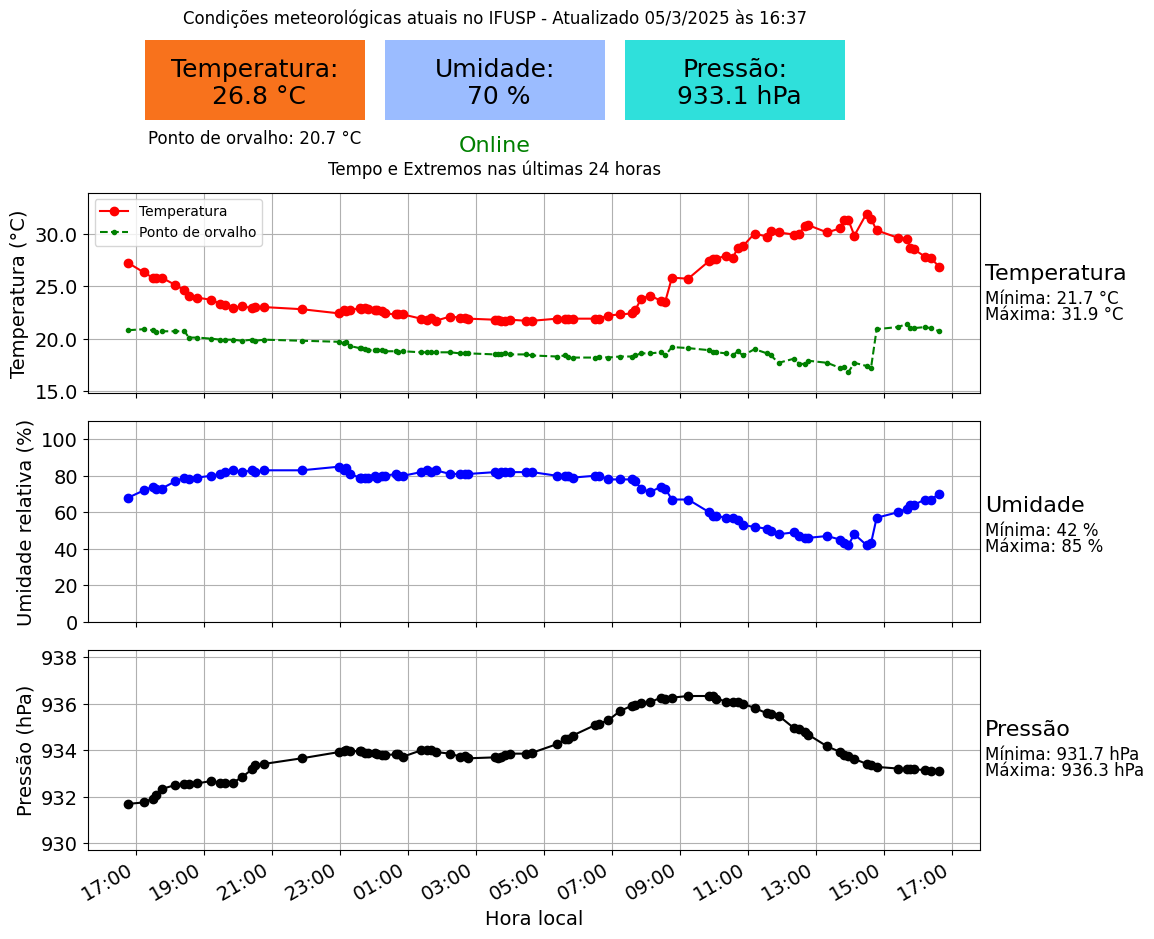 Condições meteorológicas atuais no IFUSP - Atualizado 05/3/2025 às 16:37
Temperatura:
26.8 °C
Umidade:
70 %
Pressão:
933.1 hPa
Ponto de orvalho: 20.7 °C
Online
Tempo e Extremos nas últimas 24 horas
Temperatura (°C)
30.0
25.0
20.0
15.0
Temperatura
Ponto de orvalho
Temperatura
Mínima: 21.7 °C
Máxima: 31.9 °C
Umidade relativa (%)
100
80
60
40
20
0
Umidade
Mínima: 42 %
Máxima: 85 %
Pressão (hPa)
938
936
934
932
930
Pressão
Mínima: 931.7 hPa
Máxima: 936.3 hPa
17:00 19:00 21:00 23:00 01:00 03:00 05:00 07:00 09:00 11:00 13:00 15:00 17:00
Hora local